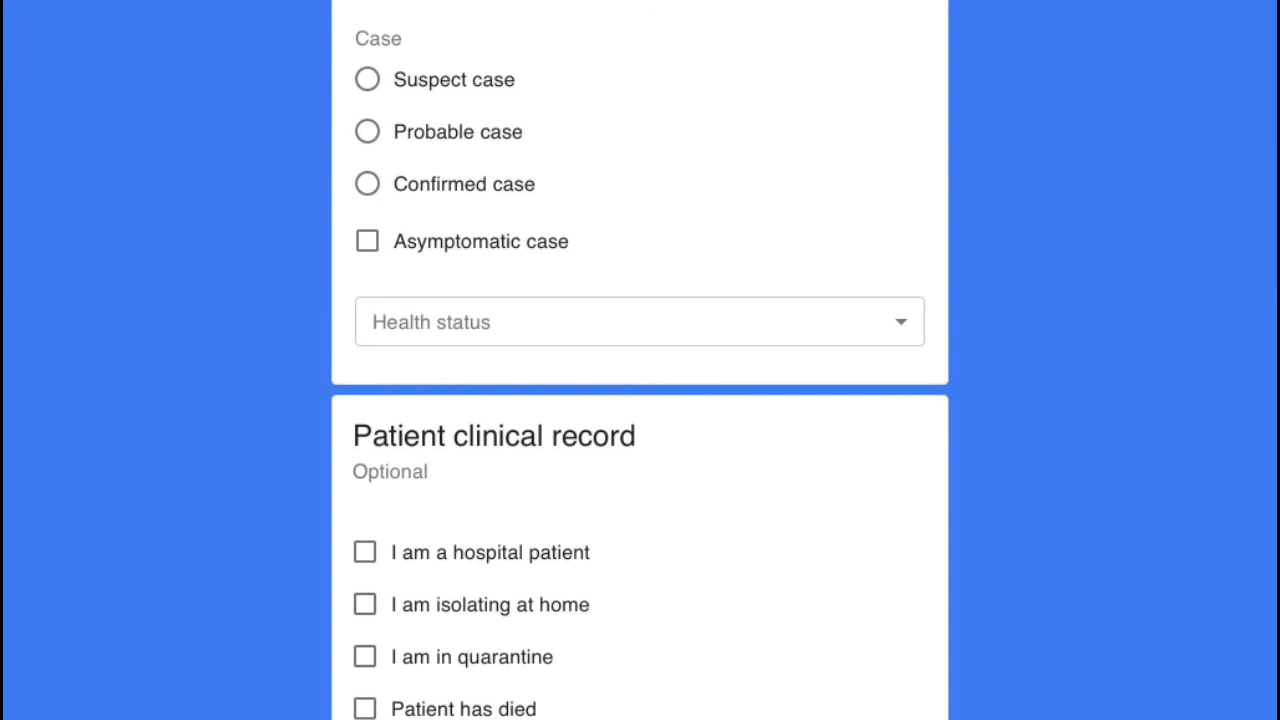 Case
Suspect case
Probable case
Confirmed case
Asymptomatic case
Health status
Patient clinical record
Optional
I am a hospital patient
I am isolating at home
I am in quarantine
Patient has died